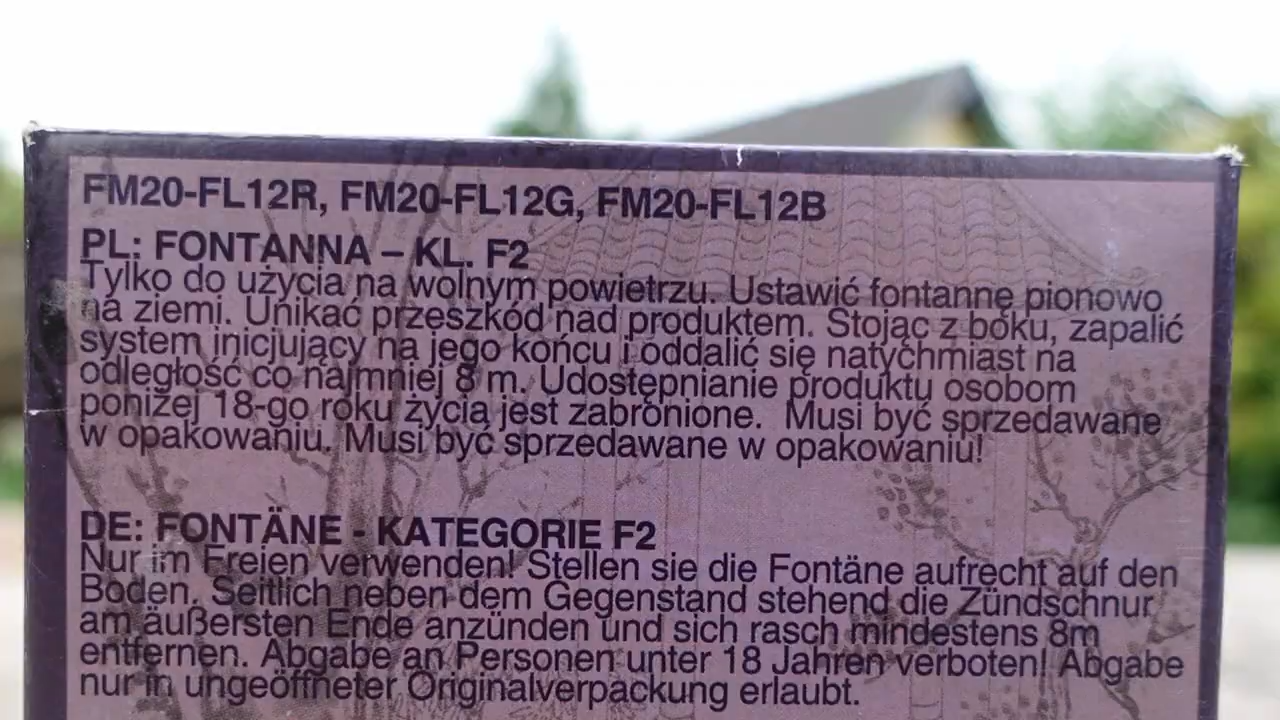 FM20-FL12R, FM20-FL12G, FM20-FL12B
PL: FONTANNA – KL. F2
Tylko do użycia na wolnym powietrzu. Ustawić fontannę pionowo
na ziemi. Unikać przeszkód nad produktem. Stojąc z boku, zapalić
system inicjujący na jego końcu i oddalić się natychmiast na
odległość co najmniej 8 m. Udostępnianie produktu osobom
poniżej 18-go roku życia jest zabronione. Musi być sprzedawane
w opakowaniu. Musi być sprzedawane w opakowaniu!
DE: FONTÄNE - KATEGORIE F2
Nur im Freien verwenden! Stellen sie die Fontäne aufrecht auf den
Boden. Seitlich neben dem Gegenstand stehend die Zündschnur
am äußersten Ende anzünden und sich rasch mindestens 8m
entfernen. Abgabe an Personen unter 18 Jahren verboten! Abgabe
nur in ungeöffneter Originalverpackung erlaubt.